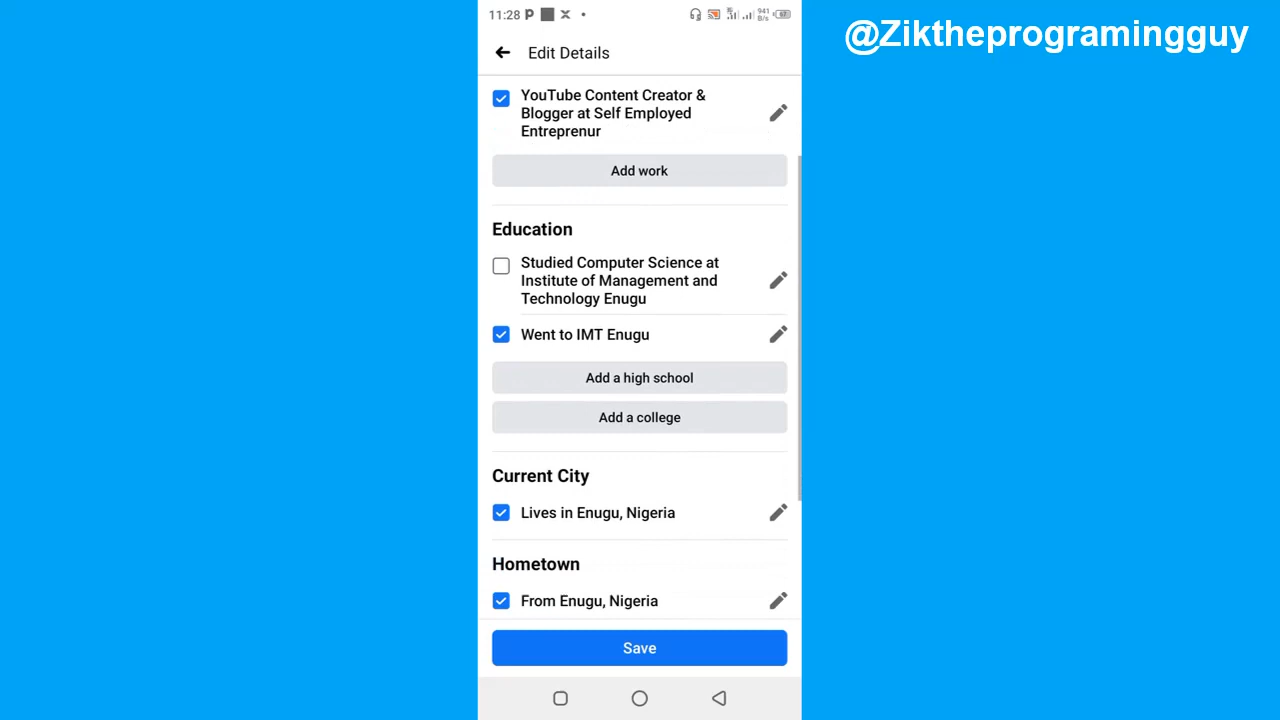 11:28
@Ziktheprogramingguy
941
B/s
67
Edit Details
YouTube Content Creator &
Blogger at Self Employed
Entreprenur
Add work
Education
Studied Computer Science at
Institute of Management and
Technology Enugu
Went to IMT Enugu
Add a high school
Add a college
Current City
Lives in Enugu, Nigeria
Hometown
From Enugu, Nigeria
Save